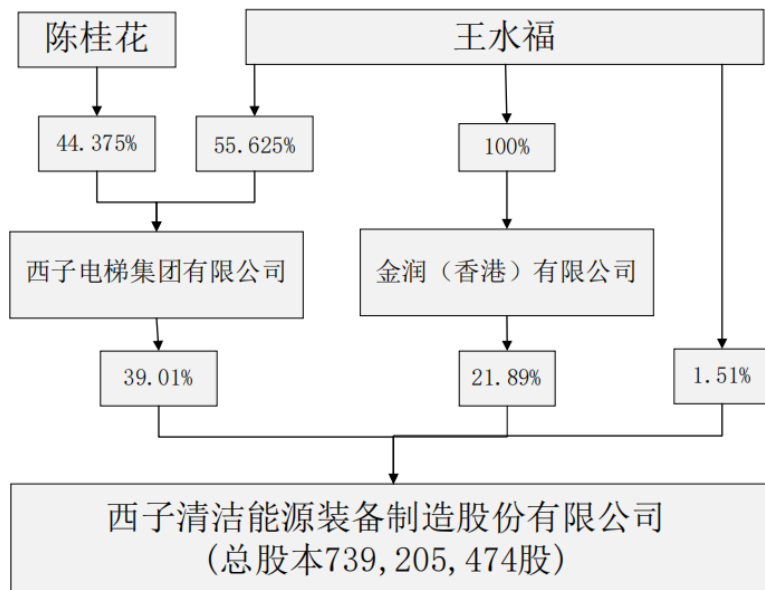 陈桂花
王水福
44.375%
55.625%
100%
西子电梯集团有限公司
金润（香港）有限公司
39.01%
21.89%
1.51%
西子清洁能源装备制造股份有限公司
(总股本739,205,474股)